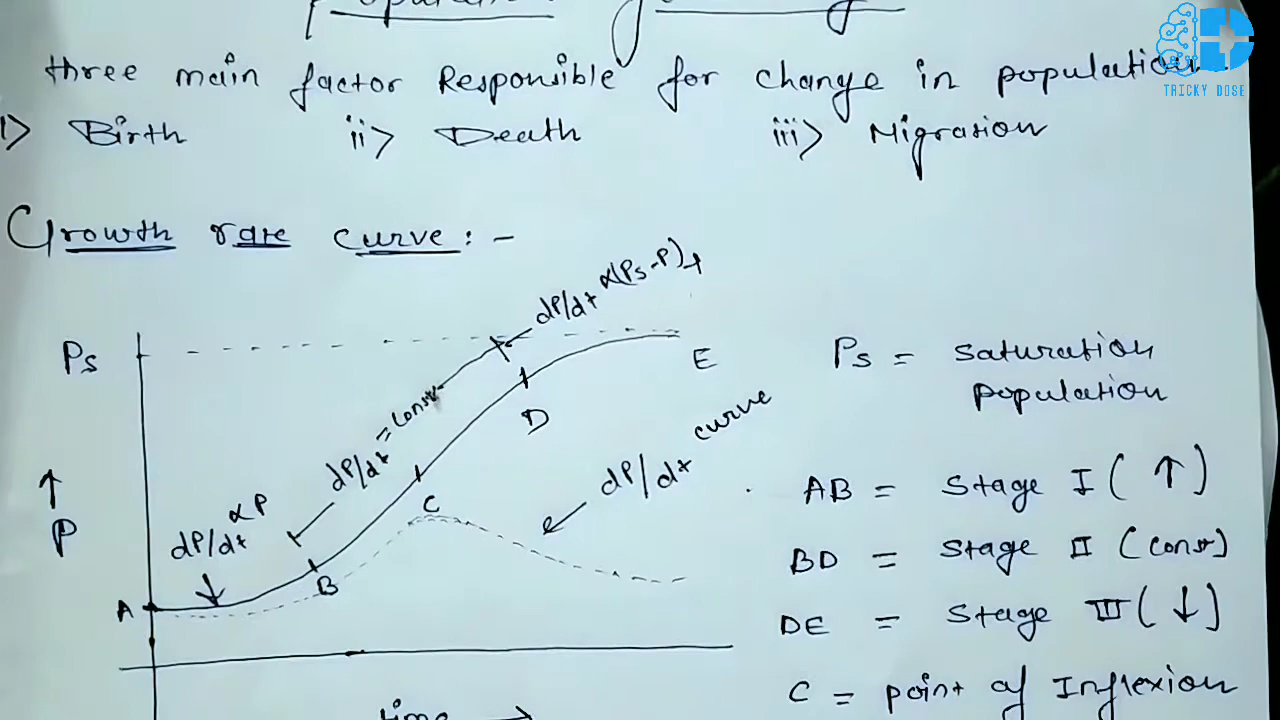 three main factor Responsible for change in population
TRICKY DOSE
i> Birth ii> Death iii> Migrasion
Growth rate curve :-
dP/dt ∝(Ps-P)
Ps
E
Ps = saturation
population
D
dP/dt = const
curve
dP/dt
↑
P
C
AB = Stage I (↑)
dP/dt ∝ P
BD = Stage II (const)
B
A
DE = Stage III (↓)
C = point of Inflexion
time →